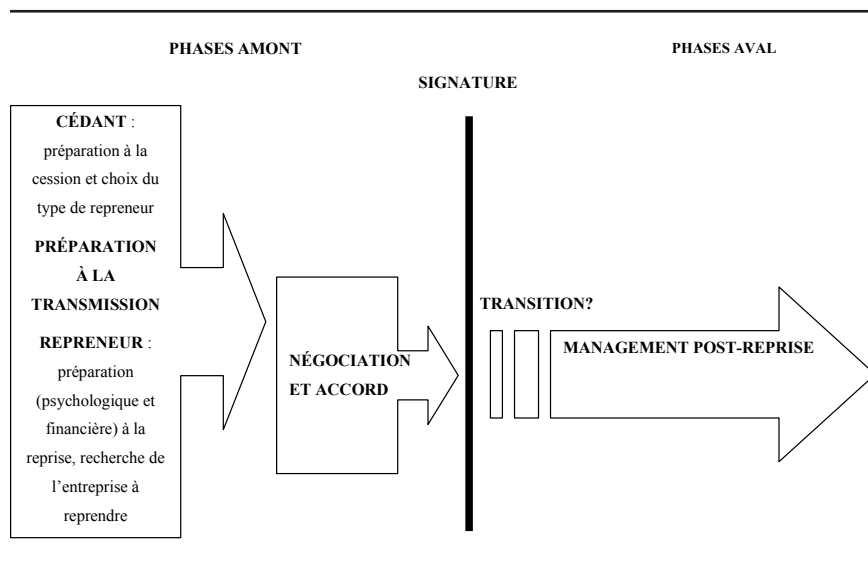 PHASES AMONT
PHASES AVAL
SIGNATURE
CÉDANT :
préparation à la
cession et choix du
type de repreneur
PRÉPARATION
À LA
TRANSMISSION
REPRENEUR :
préparation
(psychologique et
financière) à la
reprise, recherche de
l’entreprise à
reprendre
NÉGOCIATION
ET ACCORD
TRANSITION?
MANAGEMENT POST-REPRISE